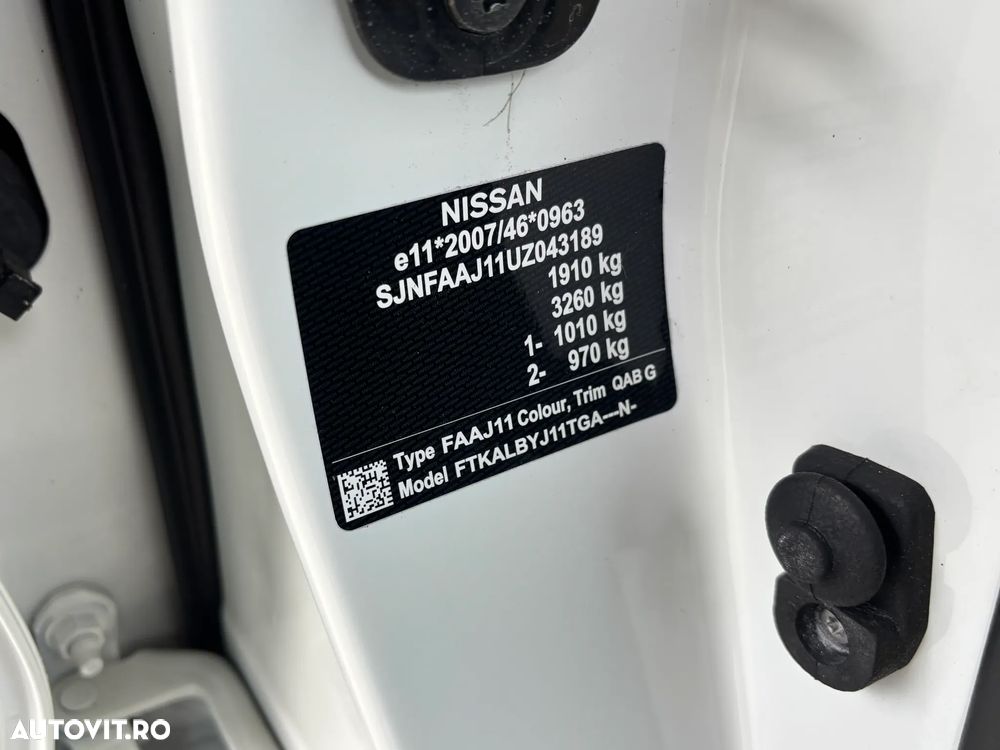 NISSAN
e11*2007/46*0963
SJNFAAJ11UZ043189
1910 kg
3260 kg
1- 1010 kg
2- 970 kg
Type FAAJ11 Colour, Trim QAB G
Model FTKALBYJ11TGA---N-
AUTOVIT.RO